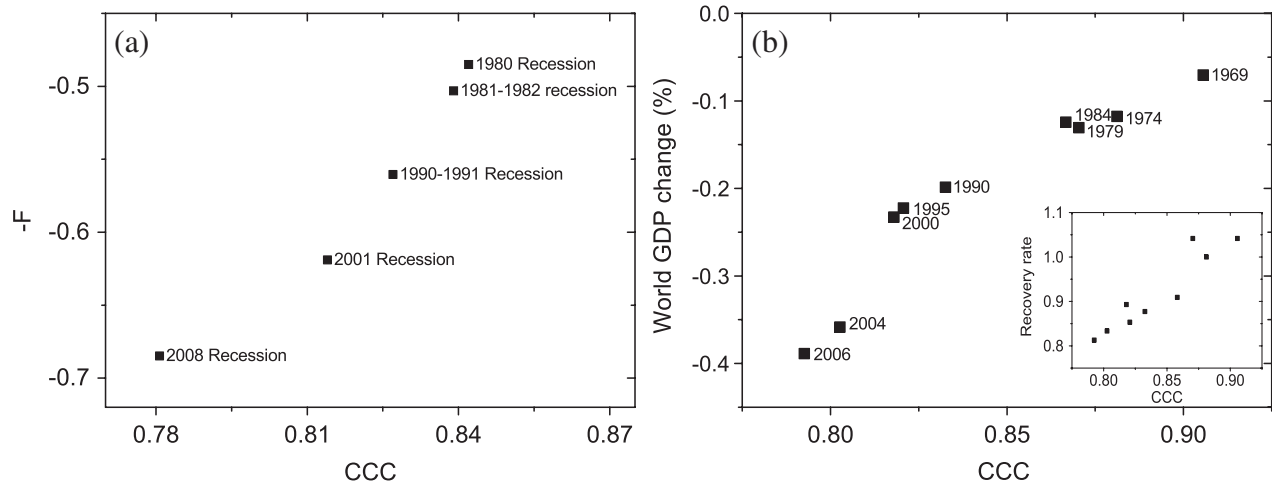 (a)
-0.5
-0.6
-0.7
-F
1980 Recession
1981-1982 recession
1990-1991 Recession
2001 Recession
2008 Recession
0.78
0.81
0.84
0.87
CCC
(b)
0.0
-0.1
-0.2
-0.3
-0.4
World GDP change (%)
1969
1984
1974
1979
1990
1995
2000
2004
2006
0.80
0.85
0.90
CCC
1.1
1.0
0.9
0.8
Recovery rate
0.80
0.85
0.90
CCC